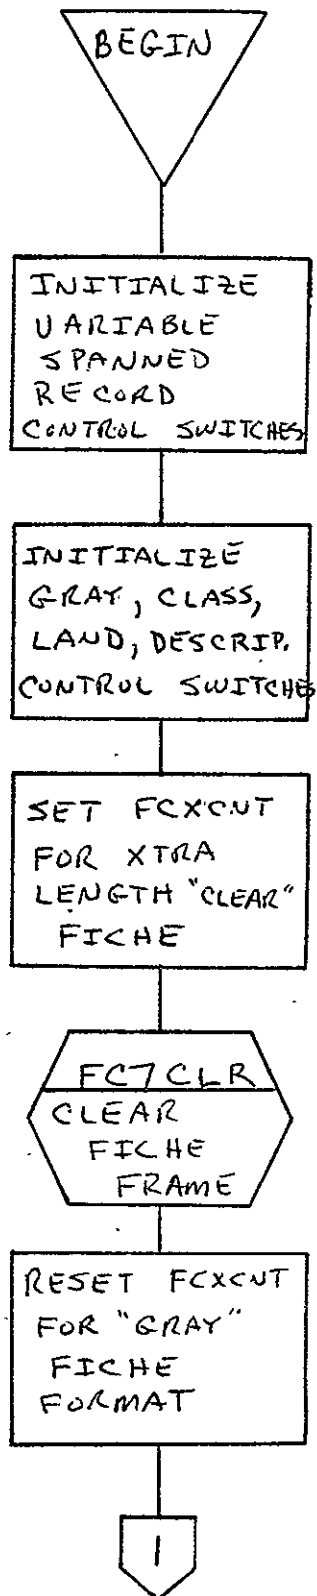 BEGIN
INITIALIZE
VARIABLE
SPANNED
RECORD
CONTROL SWITCHES
INITIALIZE
GRAY, CLASS,
LAND, DESCRIP.
CONTROL SWITCHES
SET FCXCNT
FOR XTRA
LENGTH "CLEAR"
FICHE
FC7CLR
CLEAR
FICHE
FRAME
RESET FCXCNT
FOR "GRAY"
FICHE
FORMAT
1